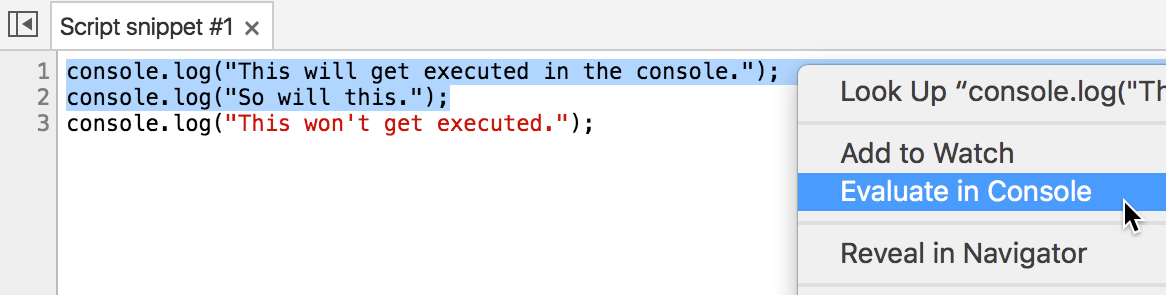 Script snippet #1 ×
1 console.log("This will get executed in the console.");
2 console.log("So will this.");
3 console.log("This won't get executed.");
Look Up “console.log("Th
Add to Watch
Evaluate in Console
Reveal in Navigator